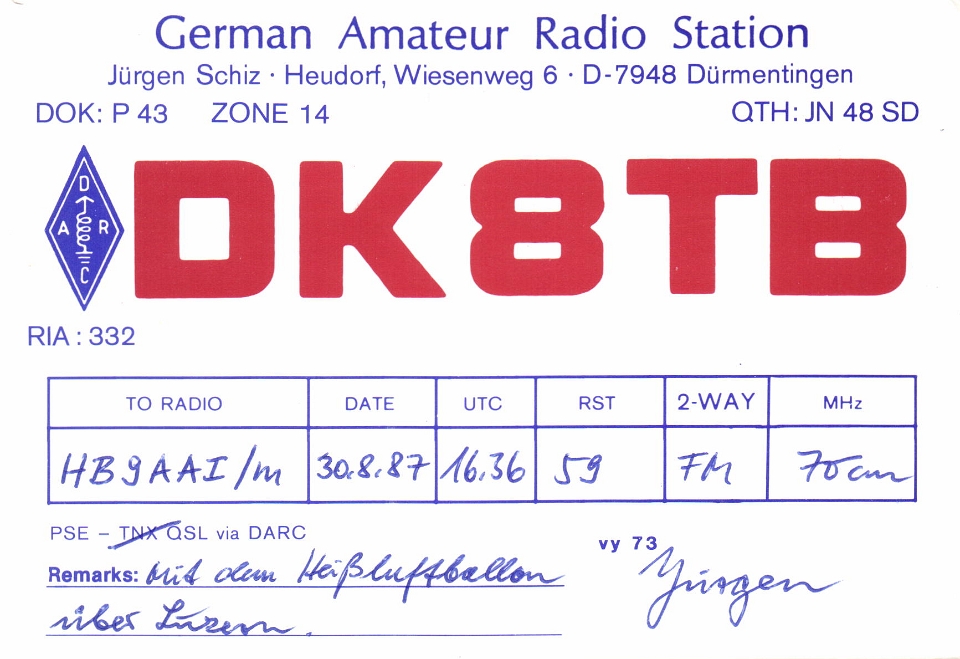 German Amateur Radio Station
Jürgen Schiz · Heudorf, Wiesenweg 6 · D-7948 Dürmentingen
DOK: P 43 ZONE 14 QTH: JN 48 SD
D A R C
DK8TB
RIA : 332
TO RADIO DATE UTC RST 2-WAY MHz
HB9AAI/m 30.8.87 16.36 59 FM 70 cm
PSE – TNX QSL via DARC
vy 73
Remarks: Mit dem Heißluftballon
über Luzern.
Jürgen